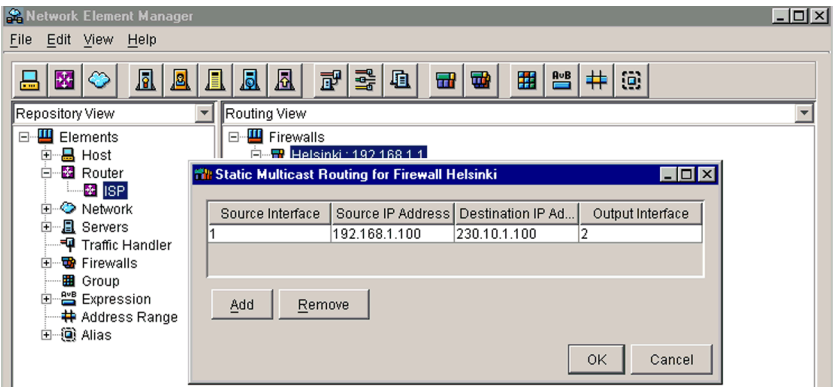 Network Element Manager
File Edit View Help
Repository View
Routing View
Elements
Host
Router
ISP
Network
Servers
Traffic Handler
Firewalls
Group
Expression
Address Range
Alias
Firewalls
Helsinki : 192.168.1.1
Static Multicast Routing for Firewall Helsinki
Source Interface Source IP Address Destination IP Ad... Output Interface
1 192.168.1.100 230.10.1.100 2
Add Remove
OK Cancel